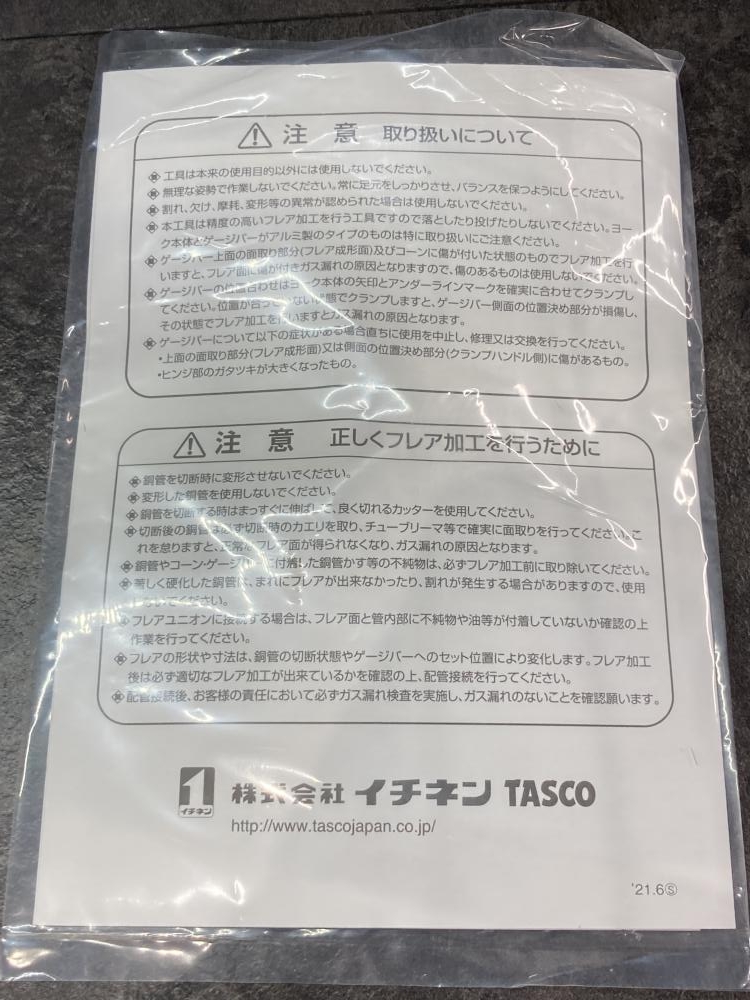 注意 取り扱いについて
工具は本来の使用目的以外には使用しないでください。
無理な姿勢で作業しないでください。常に足元をしっかりさせ、バランスを保つようにしてください。
割れ、欠け、摩耗、変形等の異常が認められた場合は使用しないでください。
本工具は精度の高いフレア加工を行う工具ですので落としたり投げたりしないでください。ヨー
ク本体とゲージバーがアルミ製のタイプのものは特に取り扱いにご注意ください。
ゲージバー上面の面取り部分(フレア成形面)及びコーンに傷が付いた状態のものでフレア加工を行
いますと、フレア面に傷が付きガス漏れの原因となりますので、傷のあるものは使用しないでください。
ゲージバーの位置合わせはヨーク本体の矢印とアンダーラインマークを確実に合わせてクランプし
てください。位置が合っていない状態でクランプしますと、ゲージバー側面の位置決め部分が損傷し、
その状態でフレア加工を行いますとガス漏れの原因となります。
ゲージバーについて以下の症状がある場合直ちに使用を中止し、修理又は交換を行ってください。
・上面の面取り部分(フレア成形面)又は側面の位置決め部分(クランプハンドル側)に傷があるもの。
・ヒンジ部のガタツキが大きくなったもの。
注意 正しくフレア加工を行うために
銅管を切断時に変形させないでください。
変形した銅管を使用しないでください。
銅管を切断する時はまっすぐに伸ばして、良く切れるカッターを使用してください。
切断後の銅管は必ず切断時のカエリを取り、チューブリーマ等で確実に面取りを行ってください。こ
れを怠りますと、正常なフレア面が得られなくなり、ガス漏れの原因となります。
銅管やコーン・ゲージバーに付着した銅管かす等の不純物は、必ずフレア加工前に取り除いてください。
著しく硬化した銅管は、まれにフレアが出来なかったり、割れが発生する場合がありますので、使用
しないでください。
フレアユニオンに接続する場合は、フレア面と管内部に不純物や油等が付着していないか確認の上
作業を行ってください。
フレアの形状や寸法は、銅管の切断状態やゲージバーへのセット位置により変化します。フレア加工
後は必ず適切なフレア加工が出来ているかを確認の上、配管接続を行ってください。
配管接続後、お客様の責任において必ずガス漏れ検査を実施し、ガス漏れのないことを確認願います。
イチネン 株式会社 イチネン TASCO
http://www.tascojapan.co.jp/
'21.6Ⓢ